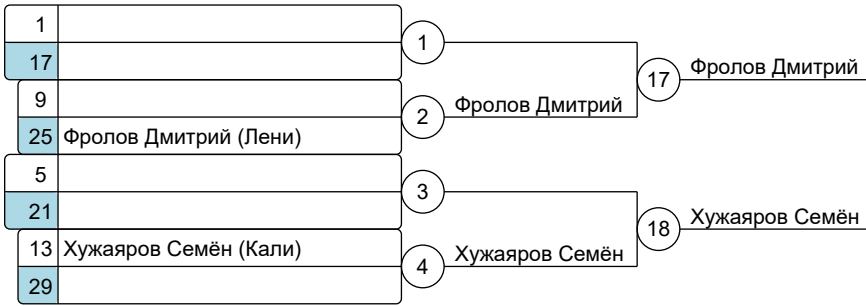 1
1
17
17
Фролов Дмитрий
9
2
Фролов Дмитрий
25 Фролов Дмитрий (Лени)
5
3
21
18
Хужаяров Семён
13 Хужаяров Семён (Кали)
4
Хужаяров Семён
29